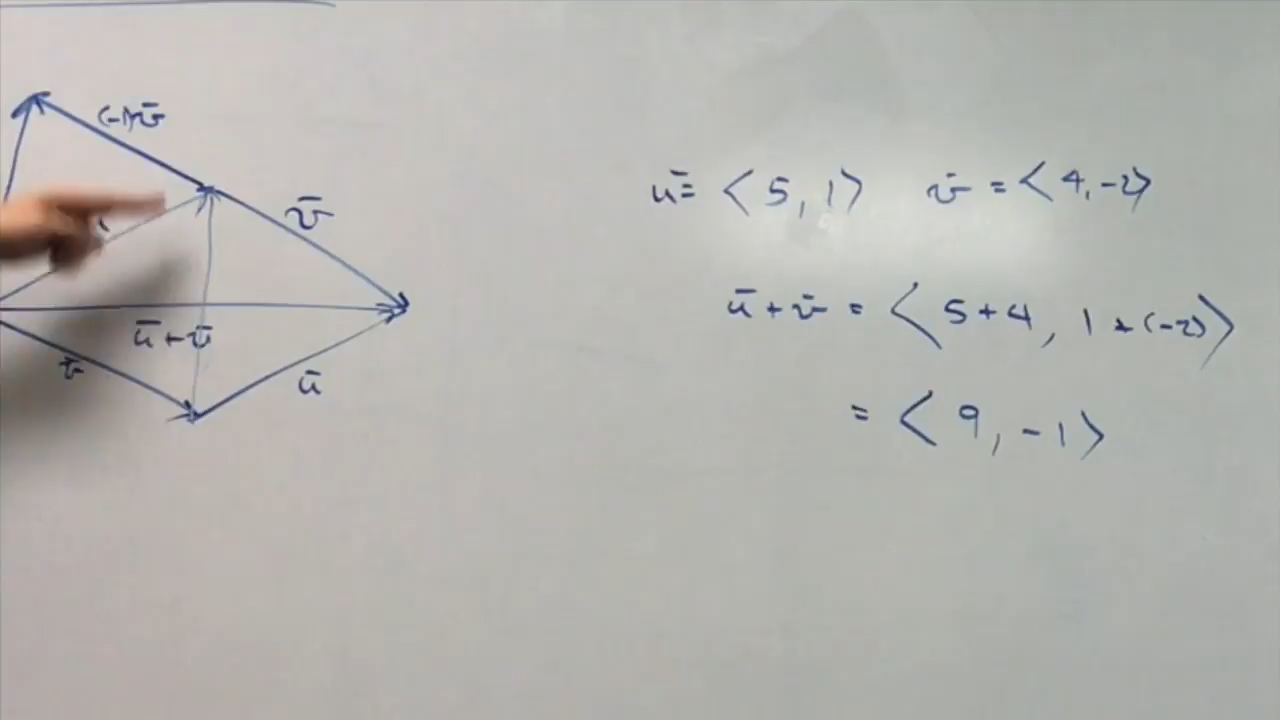 (-1)v̄
v̄
ū + v̄
v̄
ū
ū = ⟨5, 1⟩ v̄ = ⟨4, -2⟩
ū + v̄ = ⟨5+4, 1 + (-2)⟩
= ⟨9, -1⟩